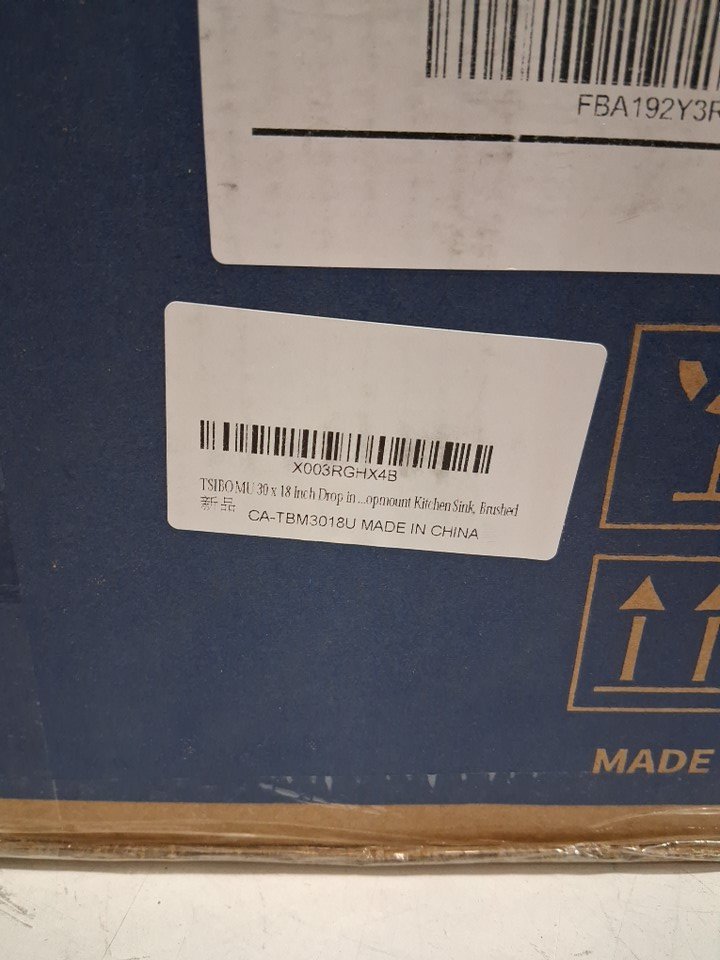 FBA192Y3R
X003RGHX4B
TSIBOMU 30 x 18 Inch Drop in ...opmount Kitchen Sink, Brushed
新品
CA-TBM3018U MADE IN CHINA
MADE